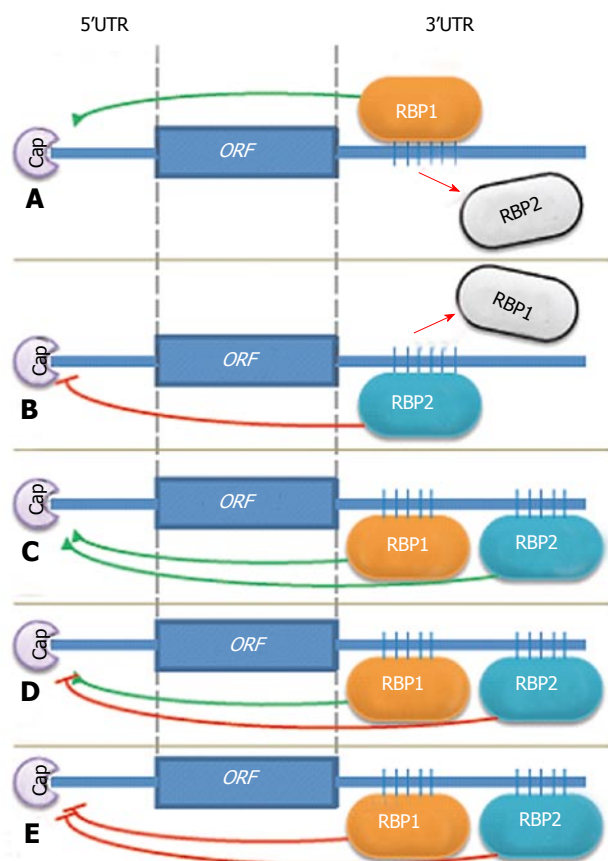 5'UTR 3'UTR
RBP1
Cap ORF
A
RBP2
RBP1
Cap ORF
B
RBP2
Cap ORF
C
RBP1 RBP2
Cap ORF
D
RBP1 RBP2
Cap ORF
E
RBP1 RBP2